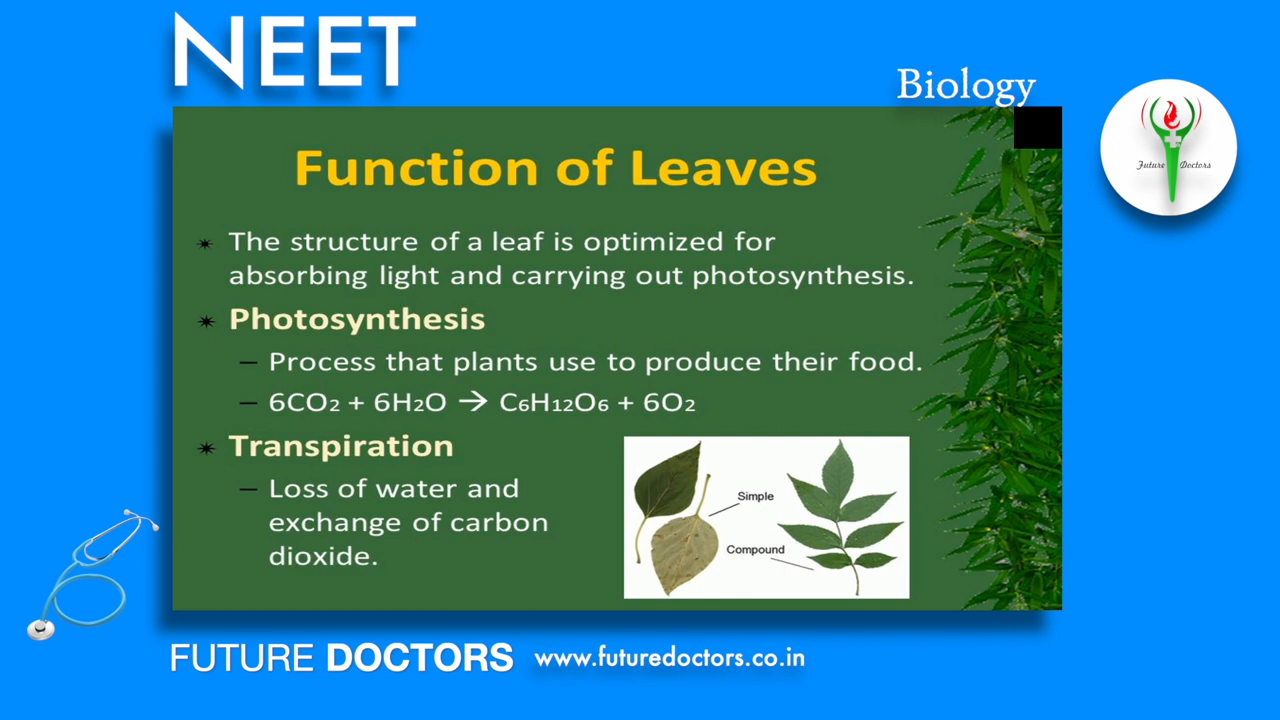 NEET
Biology
Future Doctors
Function of Leaves
The structure of a leaf is optimized for
absorbing light and carrying out photosynthesis.
Photosynthesis
– Process that plants use to produce their food.
– 6CO₂ + 6H₂O → C₆H₁₂O₆ + 6O₂
Transpiration
– Loss of water and
exchange of carbon
dioxide.
Simple
Compound
FUTURE DOCTORS www.futuredoctors.co.in